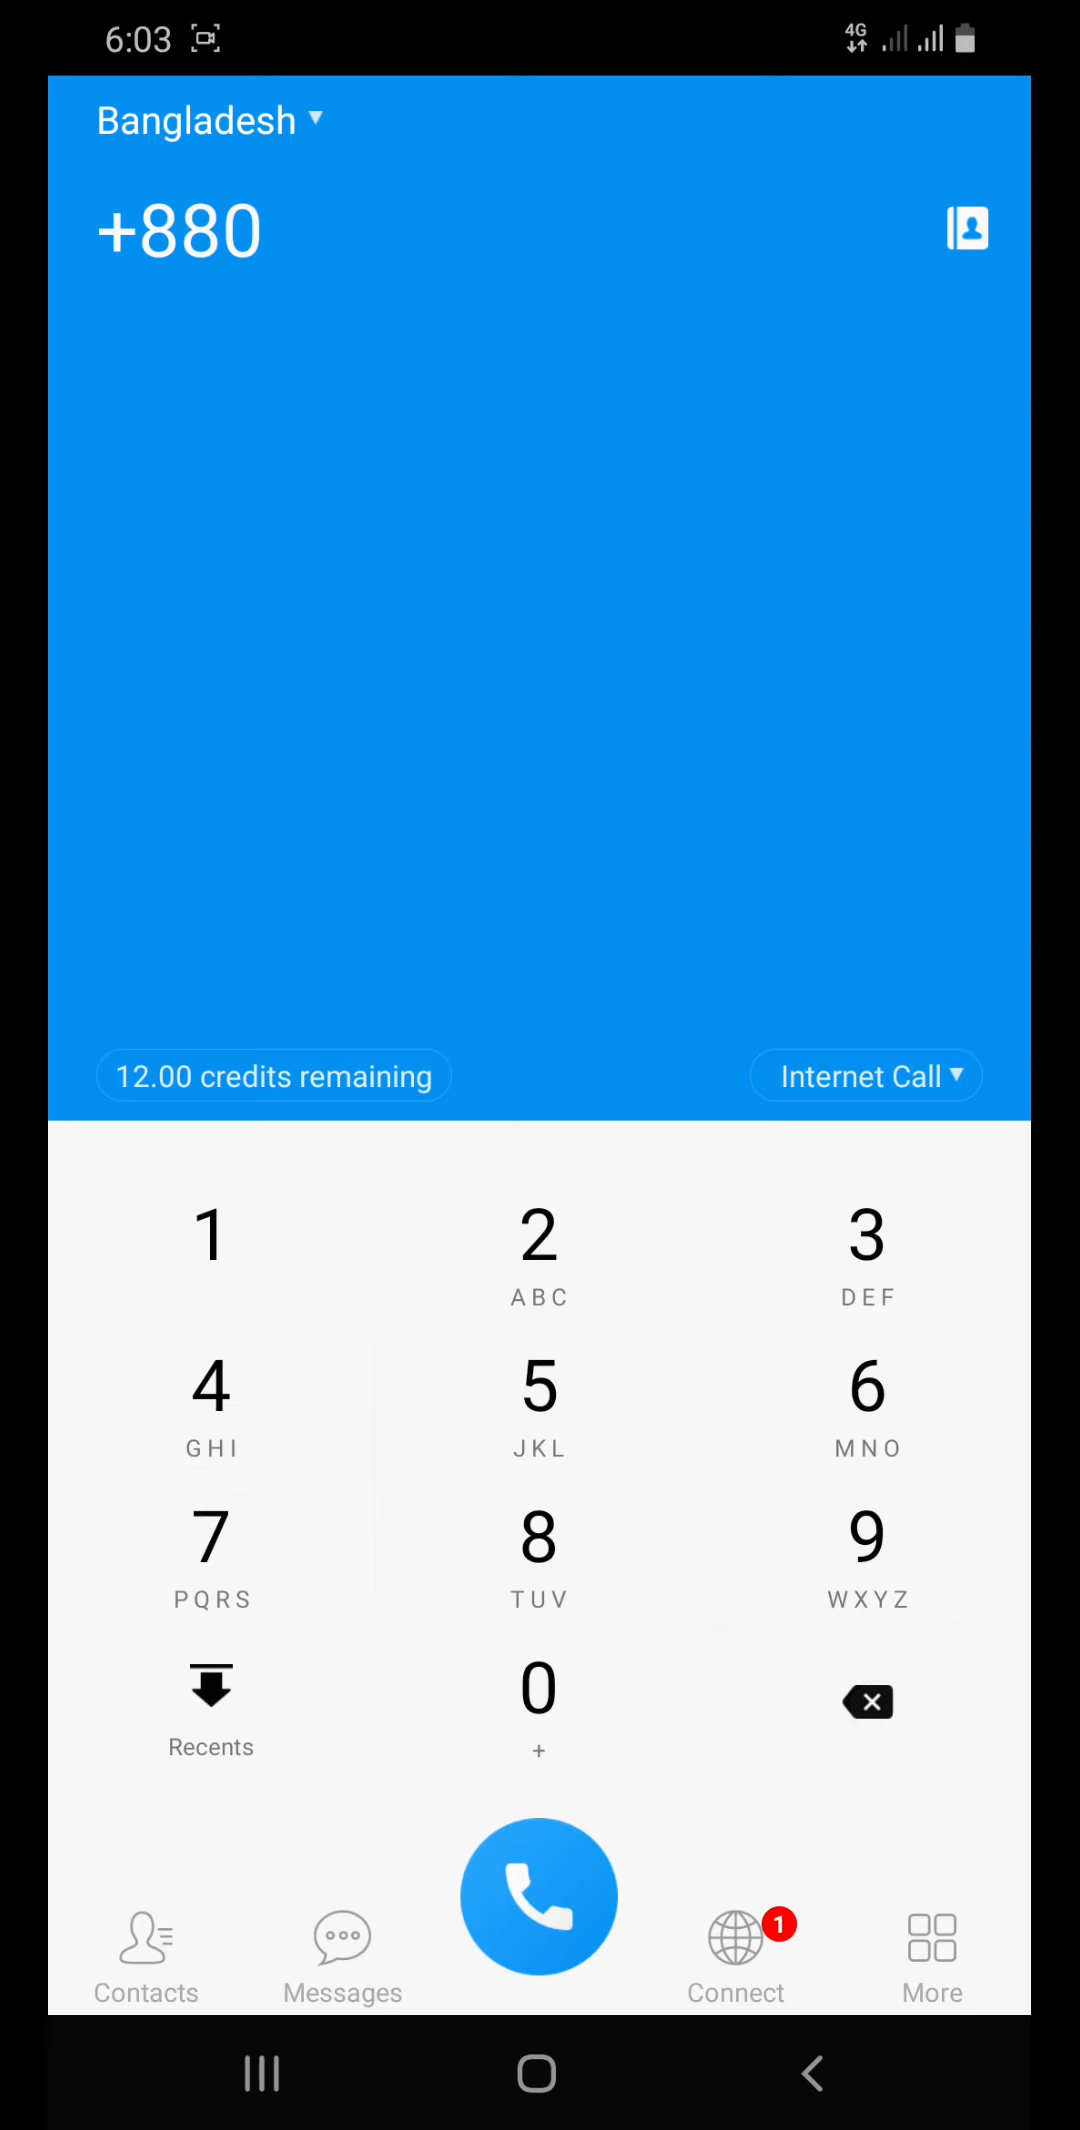 6:03
4G
Bangladesh
+880
12.00 credits remaining
Internet Call
1 2 3
ABC DEF
4 5 6
GHI JKL MNO
7 8 9
PQRS TUV WXYZ
0
Recents +
1
Contacts Messages Connect More